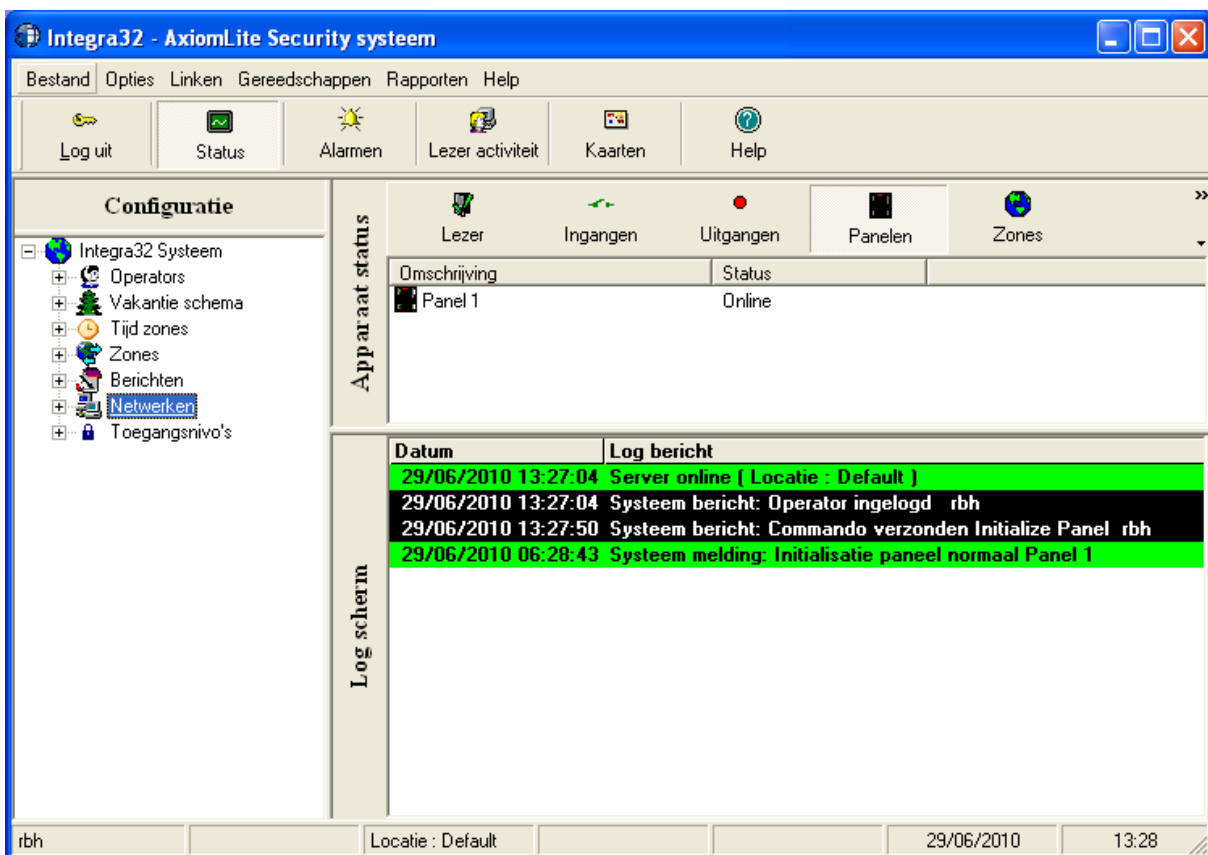 Integra32 - AxiomLite Security systeem
Bestand Opties Linken Gereedschappen Rapporten Help
Log uit Status Alarmen Lezer activiteit Kaarten Help
Configuratie
Integra32 Systeem
Operators
Vakantie schema
Tijd zones
Zones
Berichten
Netwerken
Toegangsnivo's
Apparaat status
Lezer Ingangen Uitgangen Panelen Zones »
Omschrijving Status
Panel 1 Online
Log scherm
Datum Log bericht
29/06/2010 13:27:04 Server online ( Locatie : Default )
29/06/2010 13:27:04 Systeem bericht: Operator ingelogd rbh
29/06/2010 13:27:50 Systeem bericht: Commando verzonden Initialize Panel rbh
29/06/2010 06:28:43 Systeem melding: Initialisatie paneel normaal Panel 1
rbh Locatie : Default 29/06/2010 13:28